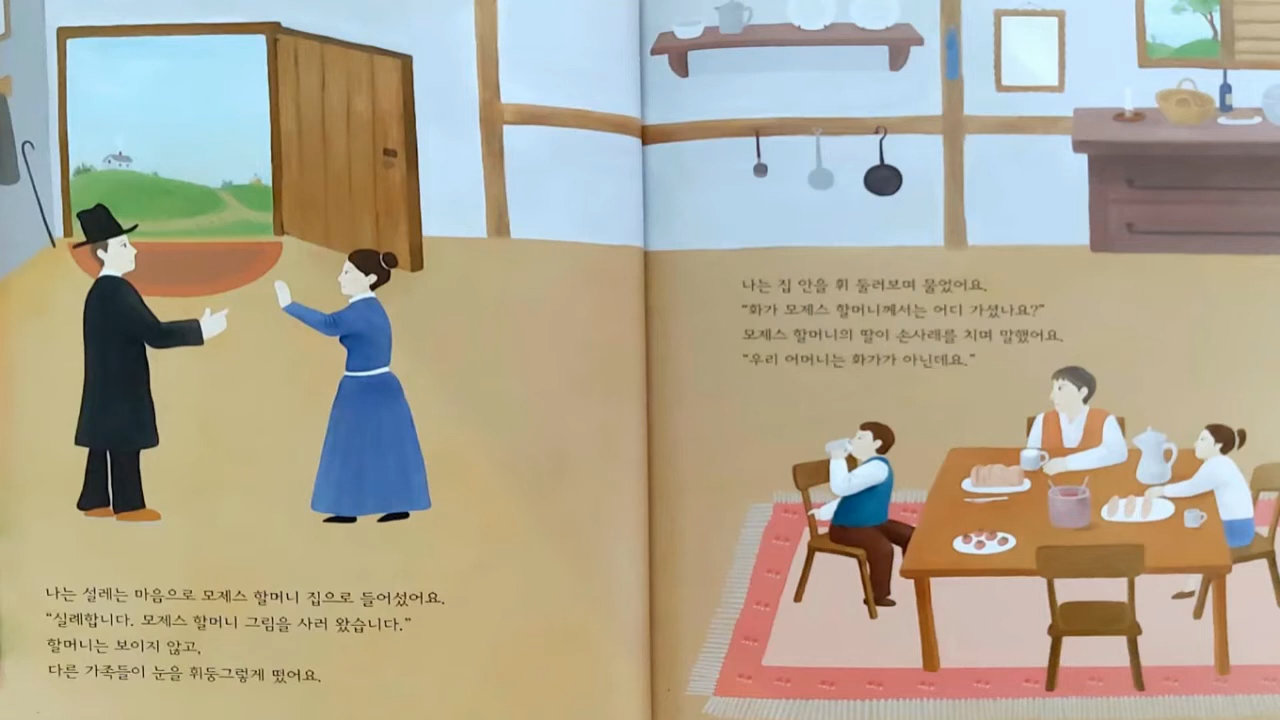 나는 설레는 마음으로 모제스 할머니 집으로 들어섰어요.
“실례합니다. 모제스 할머니 그림을 사러 왔습니다.”
할머니는 보이지 않고,
다른 가족들이 눈을 휘둥그렇게 떴어요.
나는 집 안을 휘 둘러보며 물었어요.
“화가 모제스 할머니께서는 어디 가셨나요?”
모제스 할머니의 딸이 손사래를 치며 말했어요.
“우리 어머니는 화가가 아닌데요.”